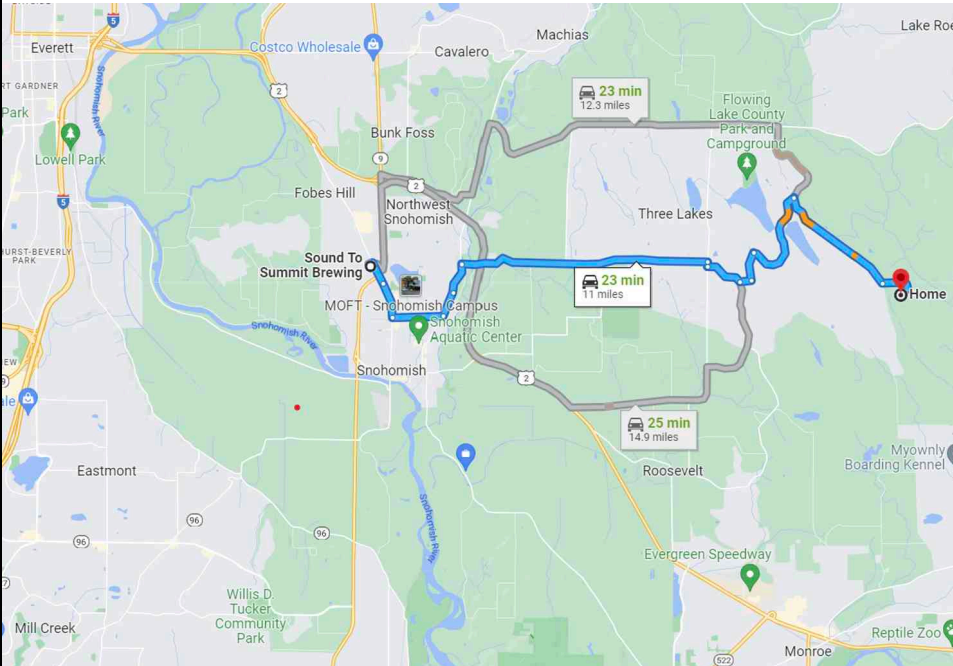 5
Everett
Costco Wholesale
Machias
Cavalero
Lake Roe
RT GARDNER
2
23 min
12.3 miles
Park
Snohomish River
Flowing
Lake County
Park and
Campground
Bunk Foss
Lowell Park
9
2
5
Fobes Hill
Northwest
Snohomish
Three Lakes
HURST-BEVERLY
PARK
Sound To
Summit Brewing
23 min
11 miles
Home
MOFT - Snohomish Campus
Snohomish
Aquatic Center
Snohomish River
EW
9
Snohomish
2
ale
25 min
14.9 miles
Eastmont
Roosevelt
Myownly
Boarding Kennel
96
96
96
Snohomish River
Evergreen Speedway
Willis D.
Tucker
Community
Park
Mill Creek
Reptile Zoo
Monroe
522